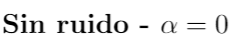 Sin ruido - α = 0